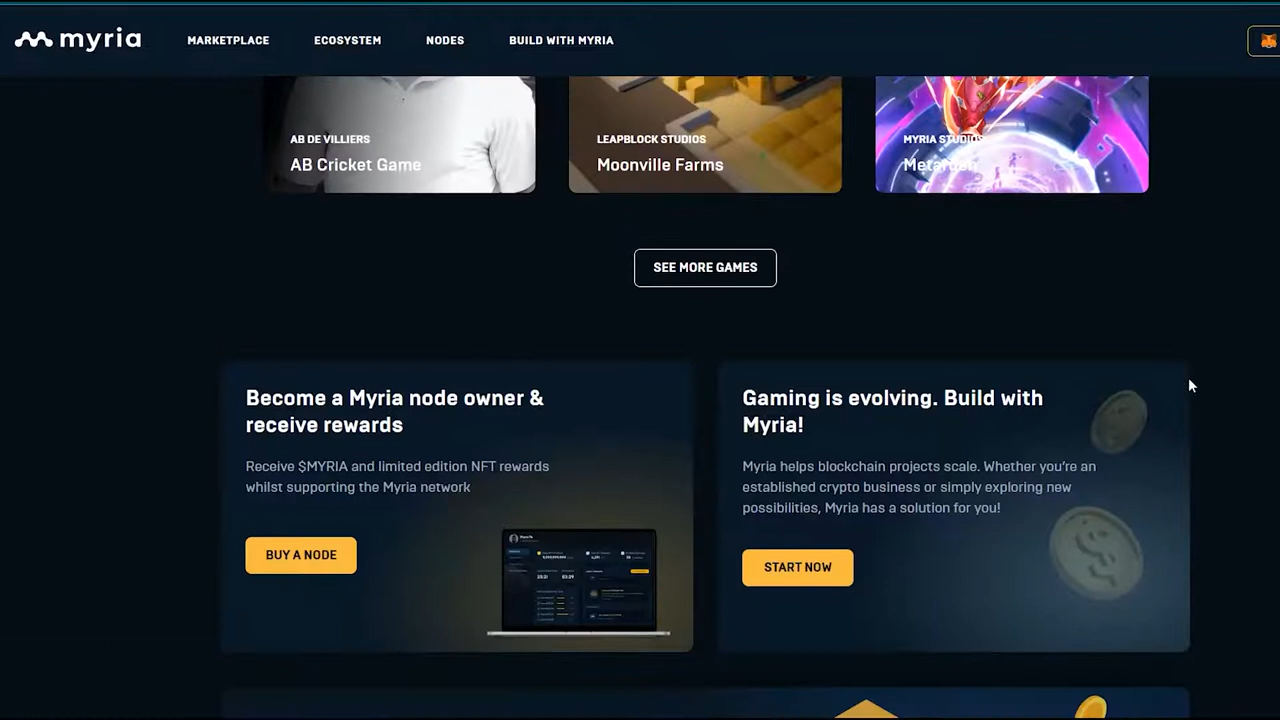 myria
MARKETPLACE
ECOSYSTEM
NODES
BUILD WITH MYRIA
AB DE VILLIERS
AB Cricket Game
LEAPBLOCK STUDIOS
Moonville Farms
MYRIA STUDIOS
SEE MORE GAMES
Become a Myria node owner &
receive rewards
Receive $MYRIA and limited edition NFT rewards
whilst supporting the Myria network
BUY A NODE
Gaming is evolving. Build with
Myria!
Myria helps blockchain projects scale. Whether you're an
established crypto business or simply exploring new
possibilities, Myria has a solution for you!
START NOW